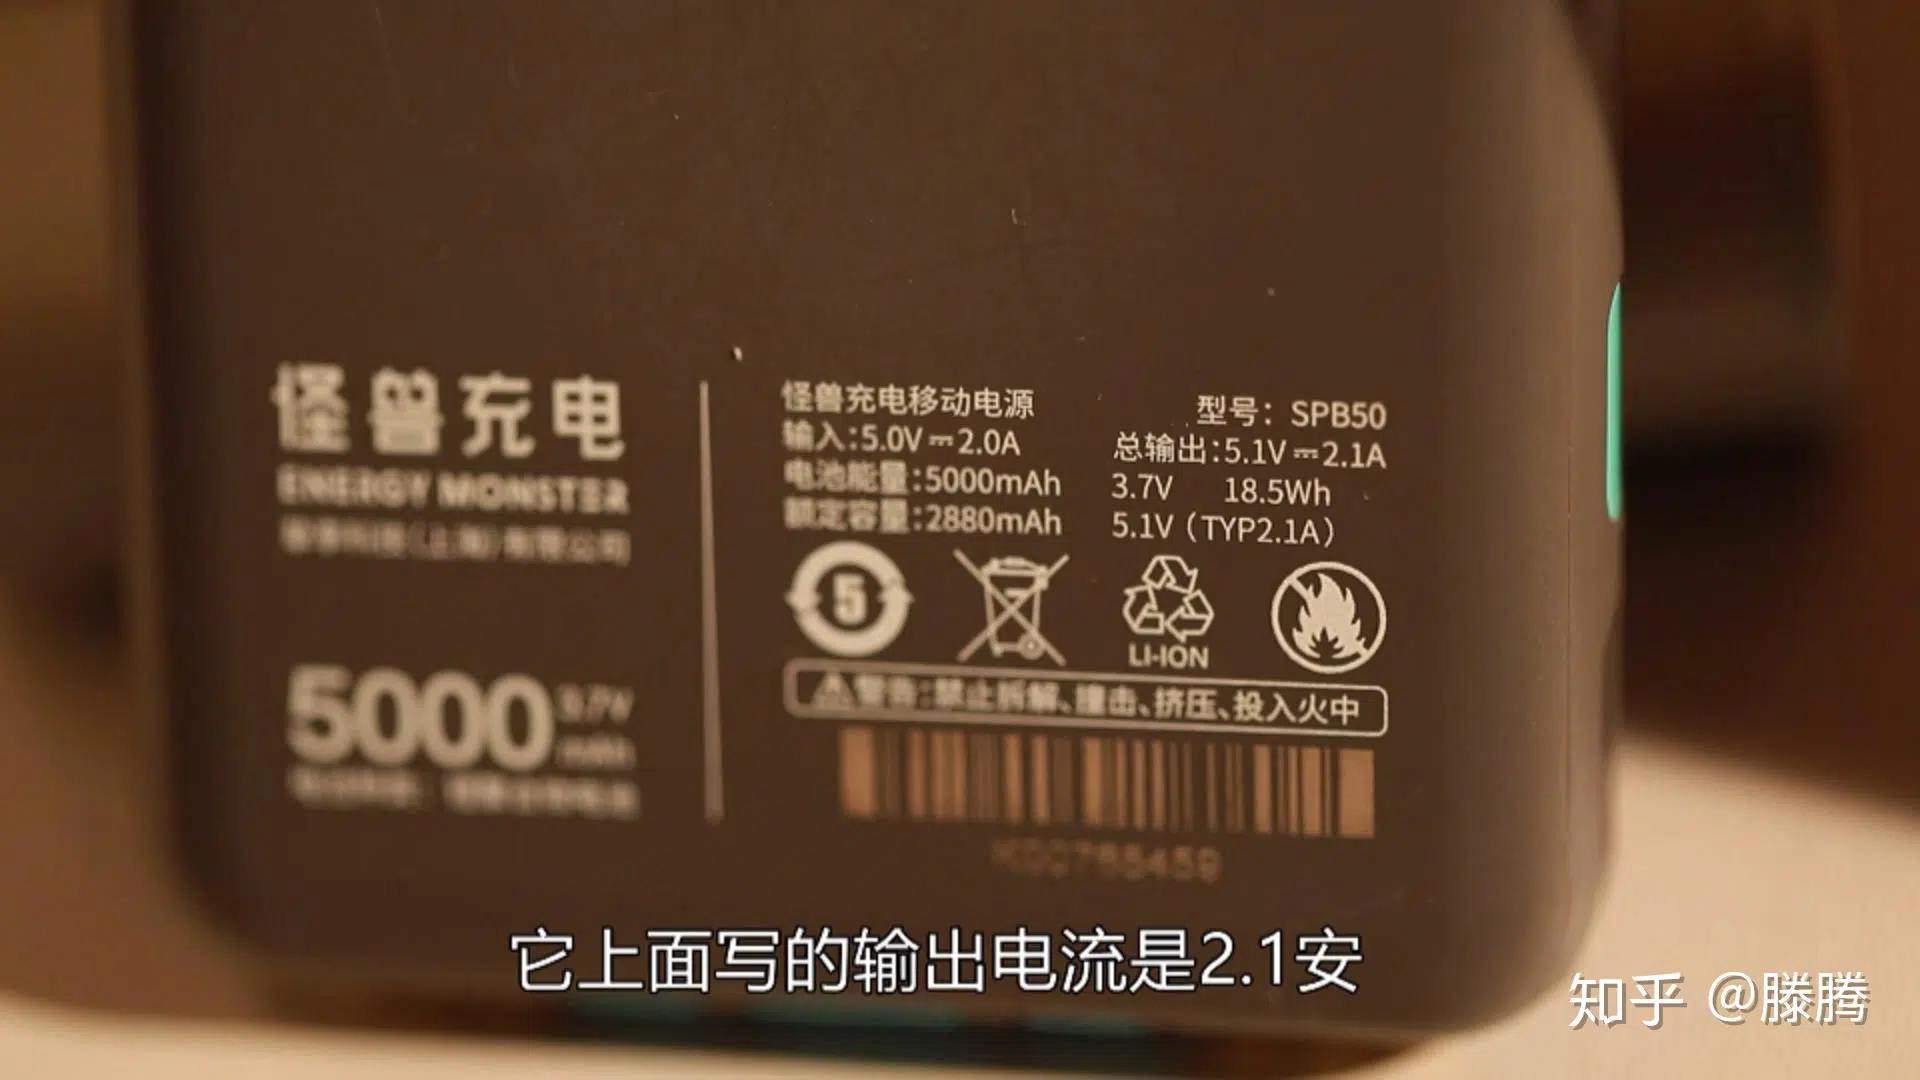 怪兽充电
ENERGY MONSTER
5000 3.7V
mAh
怪兽充电移动电源 型号：SPB50
输入:5.0V⎓2.0A 总输出:5.1V⎓2.1A
电池能量:5000mAh 3.7V 18.5Wh
额定容量:2880mAh 5.1V（TYP2.1A）
5
LI-ION
警告:禁止拆解、撞击、挤压、投入火中
它上面写的输出电流是2.1安
知乎 @滕腾